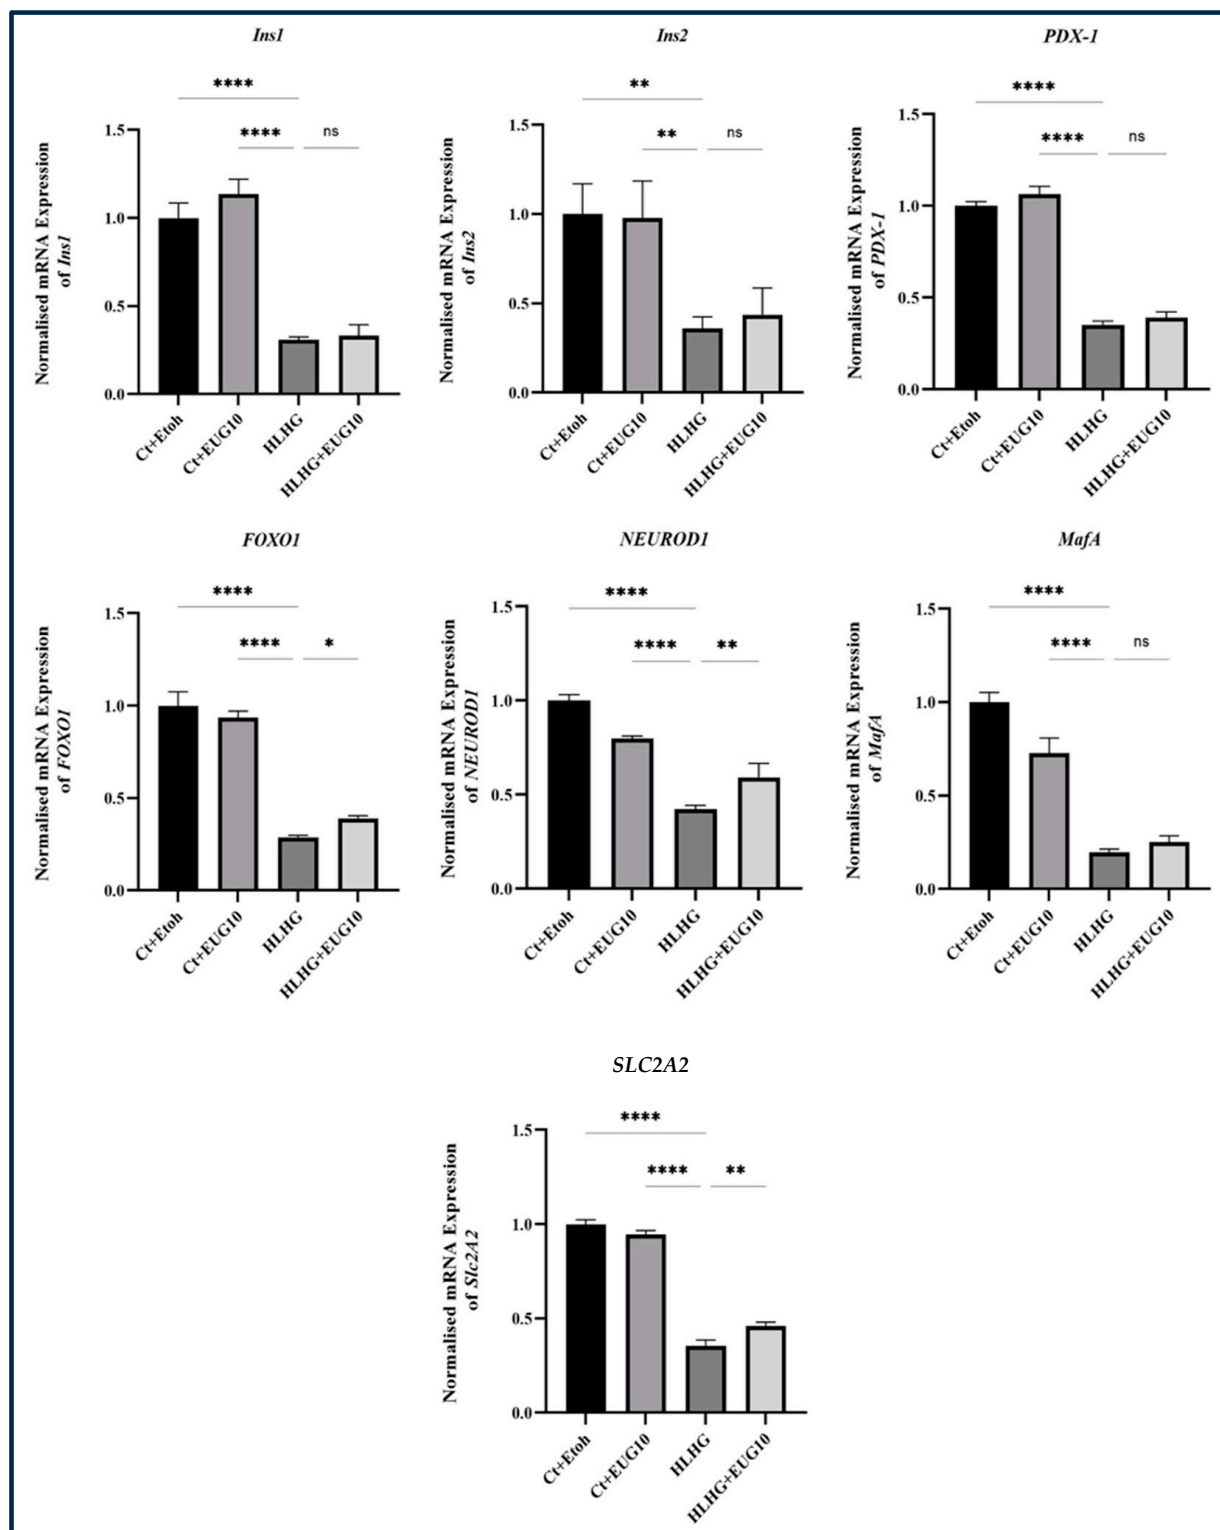 Ins1
****
**** ns
Normalised mRNA Expression
of Ins1
1.5
1.0
0.5
0.0
Ct+Etoh
Ct+EUG10
HLHG
HLHG+EUG10
Ins2
**
** ns
Normalised mRNA Expression
of Ins2
1.5
1.0
0.5
0.0
Ct+Etoh
Ct+EUG10
HLHG
HLHG+EUG10
PDX-1
****
**** ns
Normalised mRNA Expression
of PDX-1
1.5
1.0
0.5
0.0
Ct+Etoh
Ct+EUG10
HLHG
HLHG+EUG10
FOXO1
****
**** *
Normalised mRNA Expression
of FOXO1
1.5
1.0
0.5
0.0
Ct+Etoh
Ct+EUG10
HLHG
HLHG+EUG10
NEUROD1
****
**** **
Normalised mRNA Expression
of NEUROD1
1.5
1.0
0.5
0.0
Ct+Etoh
Ct+EUG10
HLHG
HLHG+EUG10
MafA
****
**** ns
Normalised mRNA Expression
of MafA
1.5
1.0
0.5
0.0
Ct+Etoh
Ct+EUG10
HLHG
HLHG+EUG10
SLC2A2
****
**** **
Normalised mRNA Expression
of Slc2A2
1.5
1.0
0.5
0.0
Ct+Etoh
Ct+EUG10
HLHG
HLHG+EUG10